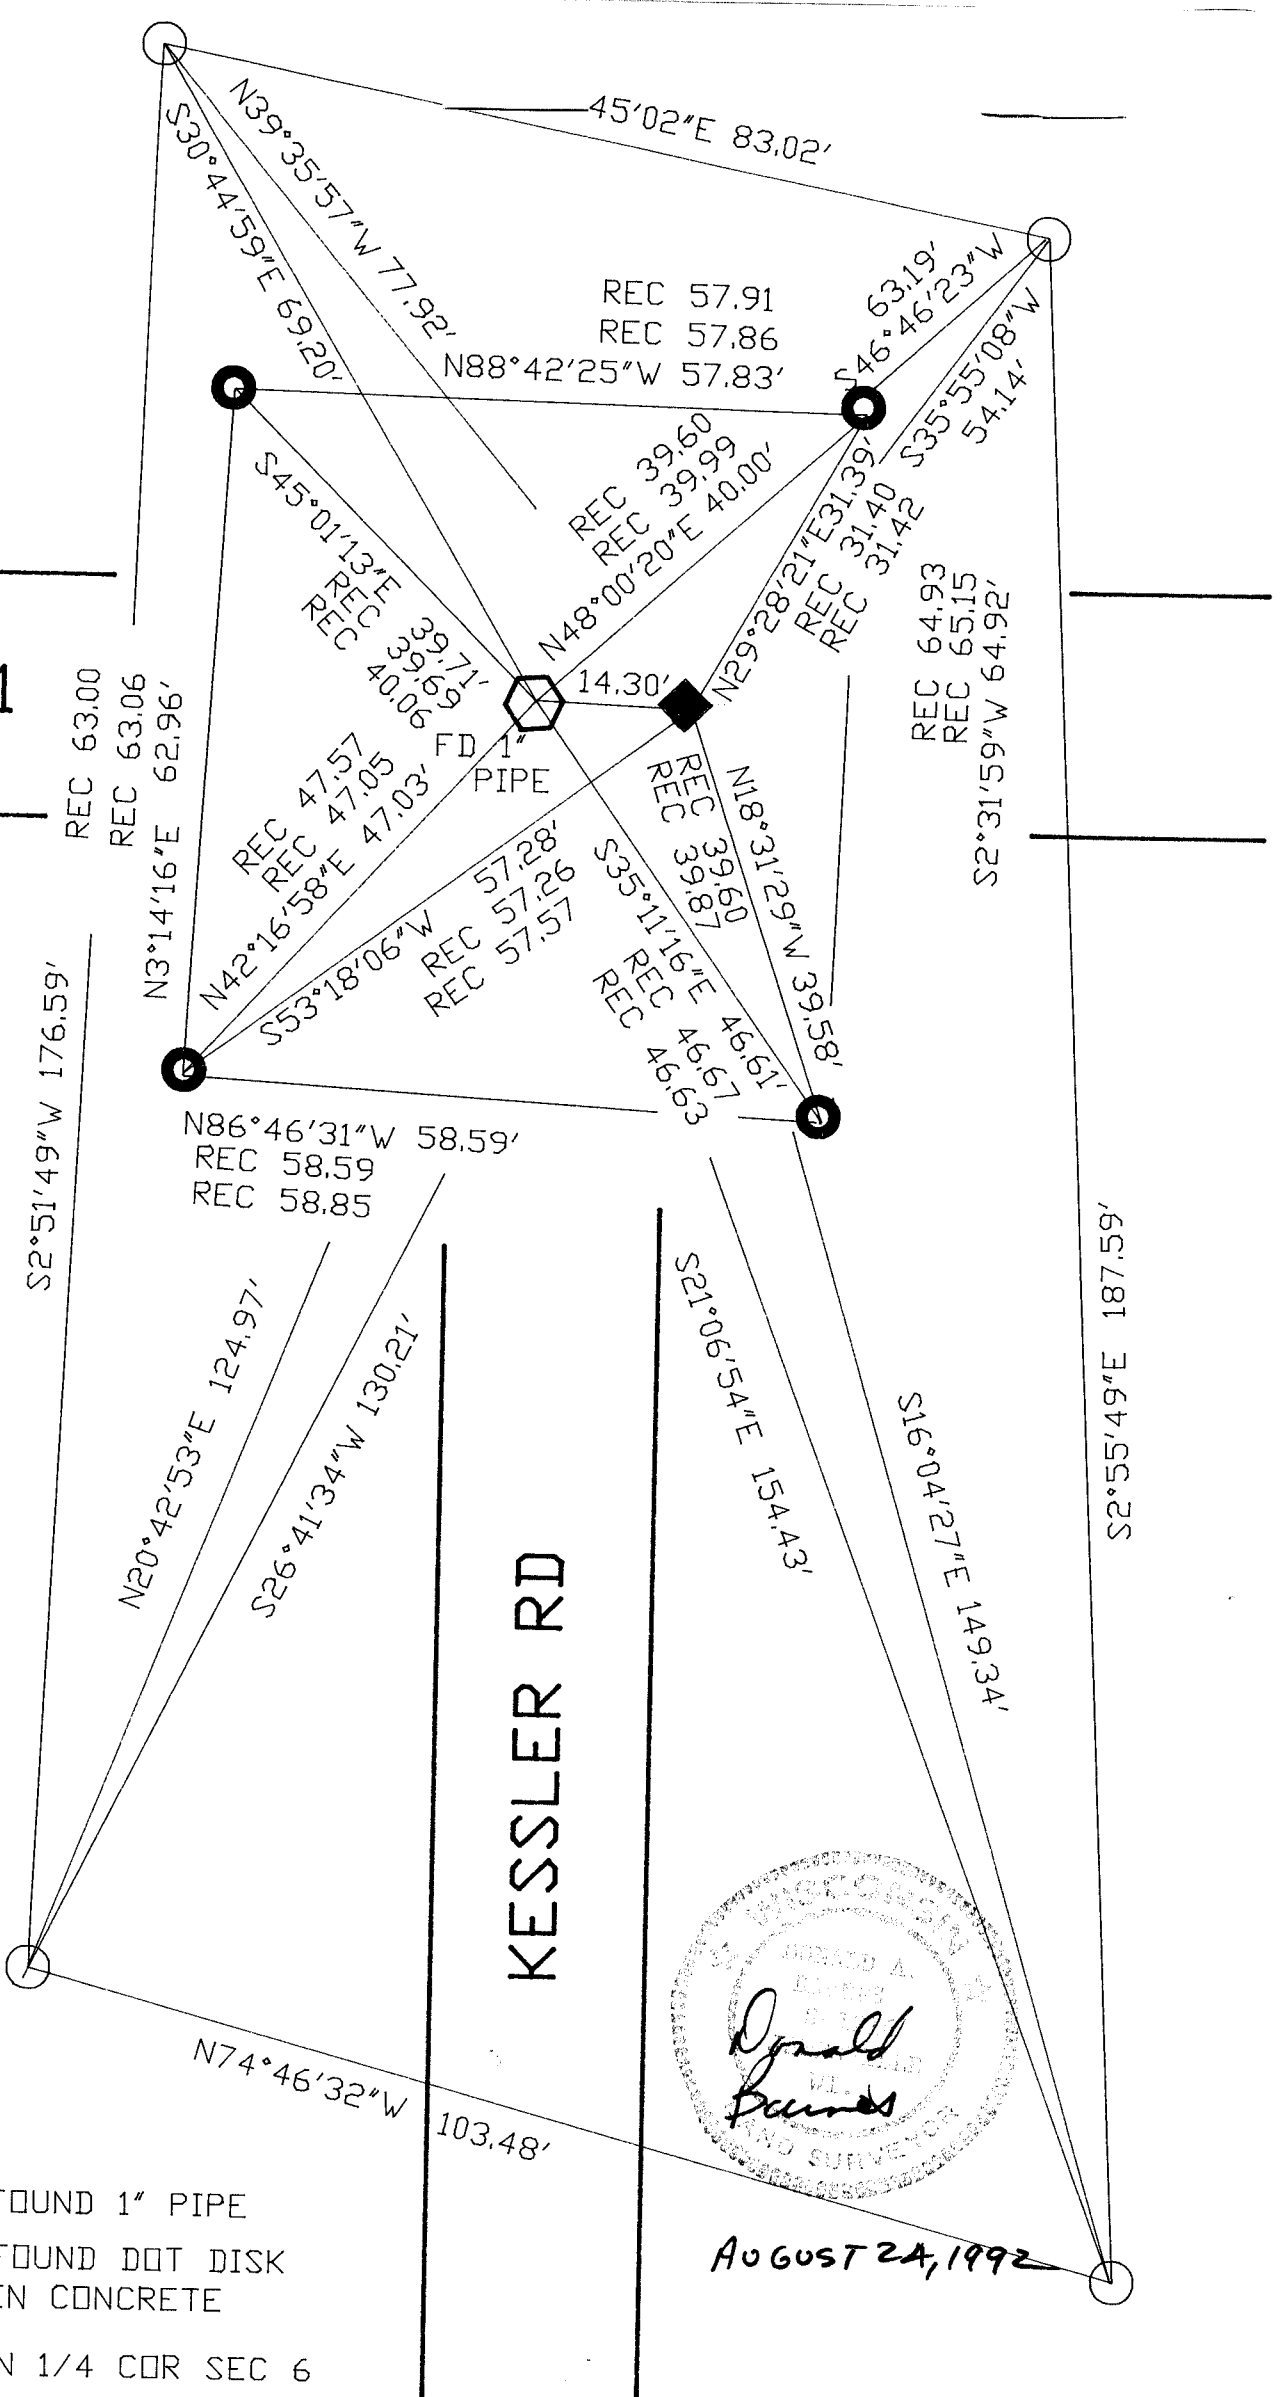 45'02"E 83.02'
N39°35'57"W 77.92'
S30°44'59"E 69.20'
63.19'
S46°46'23"W
S35°55'08"W
54.14'
REC 57.91
REC 57.86
N88°42'25"W 57.83'
REC 39.60
REC 39.99
N48°00'20"E 40.00'
S45°01'13"E 39.71'
REC 39.69
REC 40.06
N29°28'21"E31.39'
REC 31.40
REC 31.42
REC 64.93
REC 65.15
S2°31'59"W 64.92'
14.30'
FD 1"
PIPE
1
REC 63.00
REC 63.06
N3°14'16"E 62.96'
REC 47.57
REC 47.05
N42°16'58"E 47.03'
S53°18'06"W 57.28'
REC 57.26
REC 57.57
N18°31'29"W 39.58'
REC 39.60
REC 39.87
S35°11'16"E 46.61'
REC 46.67
REC 46.63
S2°51'49"W 176.59'
N86°46'31"W 58.59'
REC 58.59
REC 58.85
N20°42'53"E 124.97'
S26°41'34"W 130.21'
S21°06'54"E 154.43'
S16°04'27"E 149.34'
S2°55'49"E 187.59'
KESSLER RD
N74°46'32"W 103.48'
WISCONSIN
DONALD A.
LAND SURVEYOR
Donald
Barnes
AUGUST 24, 1992
FOUND 1" PIPE
FOUND DOT DISK
IN CONCRETE
N 1/4 COR SEC 6